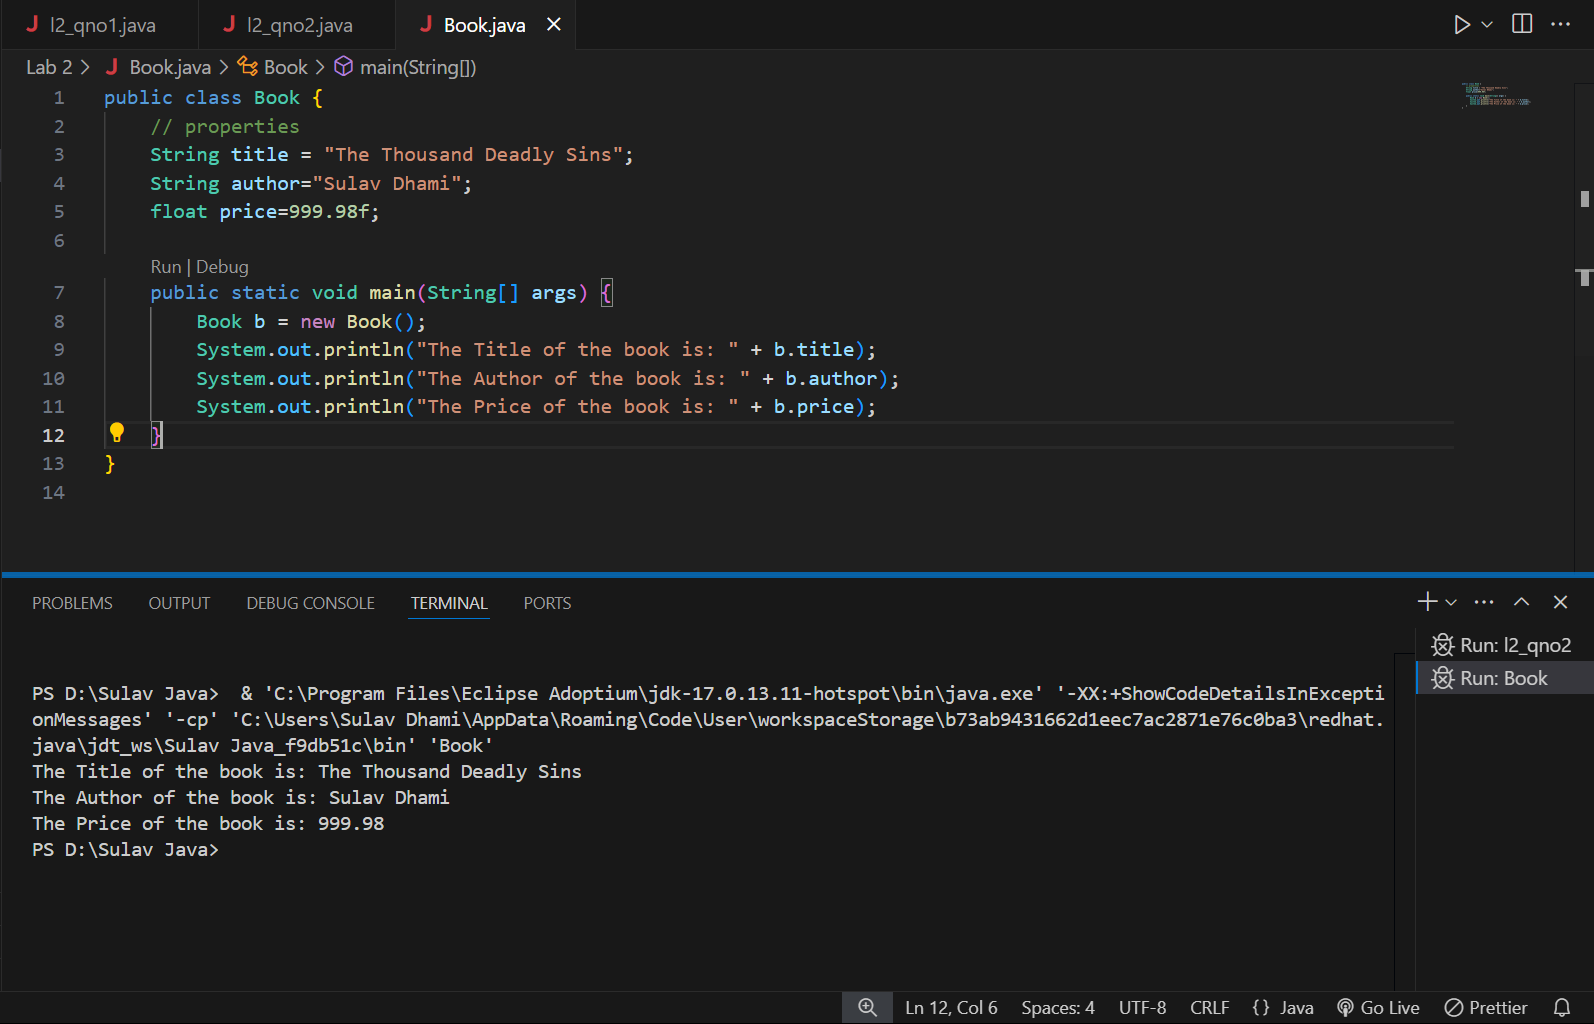 l2_qno1.java
l2_qno2.java
Book.java
Lab 2 > Book.java > Book > main(String[])
1 public class Book {
2 // properties
3 String title = "The Thousand Deadly Sins";
4 String author="Sulav Dhami";
5 float price=999.98f;
6
Run | Debug
7 public static void main(String[] args) {
8 Book b = new Book();
9 System.out.println("The Title of the book is: " + b.title);
10 System.out.println("The Author of the book is: " + b.author);
11 System.out.println("The Price of the book is: " + b.price);
12 }
13 }
14
PROBLEMS OUTPUT DEBUG CONSOLE TERMINAL PORTS
Run: l2_qno2
Run: Book
PS D:\Sulav Java>  & 'C:\Program Files\Eclipse Adoptium\jdk-17.0.13.11-hotspot\bin\java.exe' '-XX:+ShowCodeDetailsInExcepti
onMessages' '-cp' 'C:\Users\Sulav Dhami\AppData\Roaming\Code\User\workspaceStorage\b73ab9431662d1eec7ac2871e76c0ba3\redhat.
java\jdt_ws\Sulav Java_f9db51c\bin' 'Book'
The Title of the book is: The Thousand Deadly Sins
The Author of the book is: Sulav Dhami
The Price of the book is: 999.98
PS D:\Sulav Java>
Ln 12, Col 6 Spaces: 4 UTF-8 CRLF {} Java Go Live Prettier